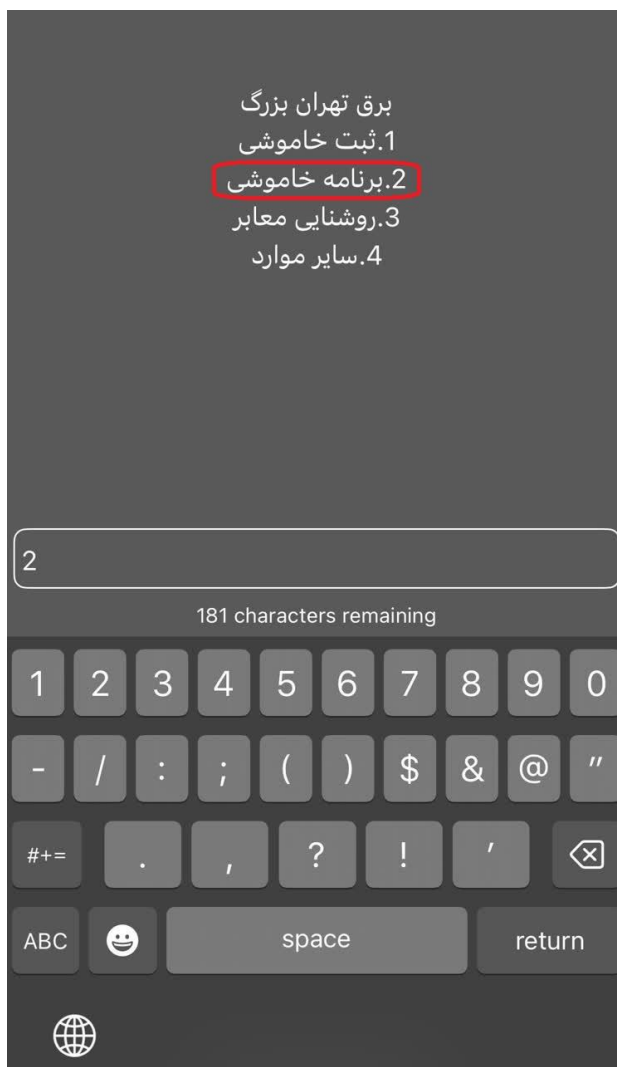 برق تهران بزرگ
1.ثبت خاموشی
2.برنامه خاموشی
3.روشنایی معابر
4.سایر موارد
2
181 characters remaining
1 2 3 4 5 6 7 8 9 0
- / : ; ( ) $ & @ "
#+= . , ? ! '
ABC space return